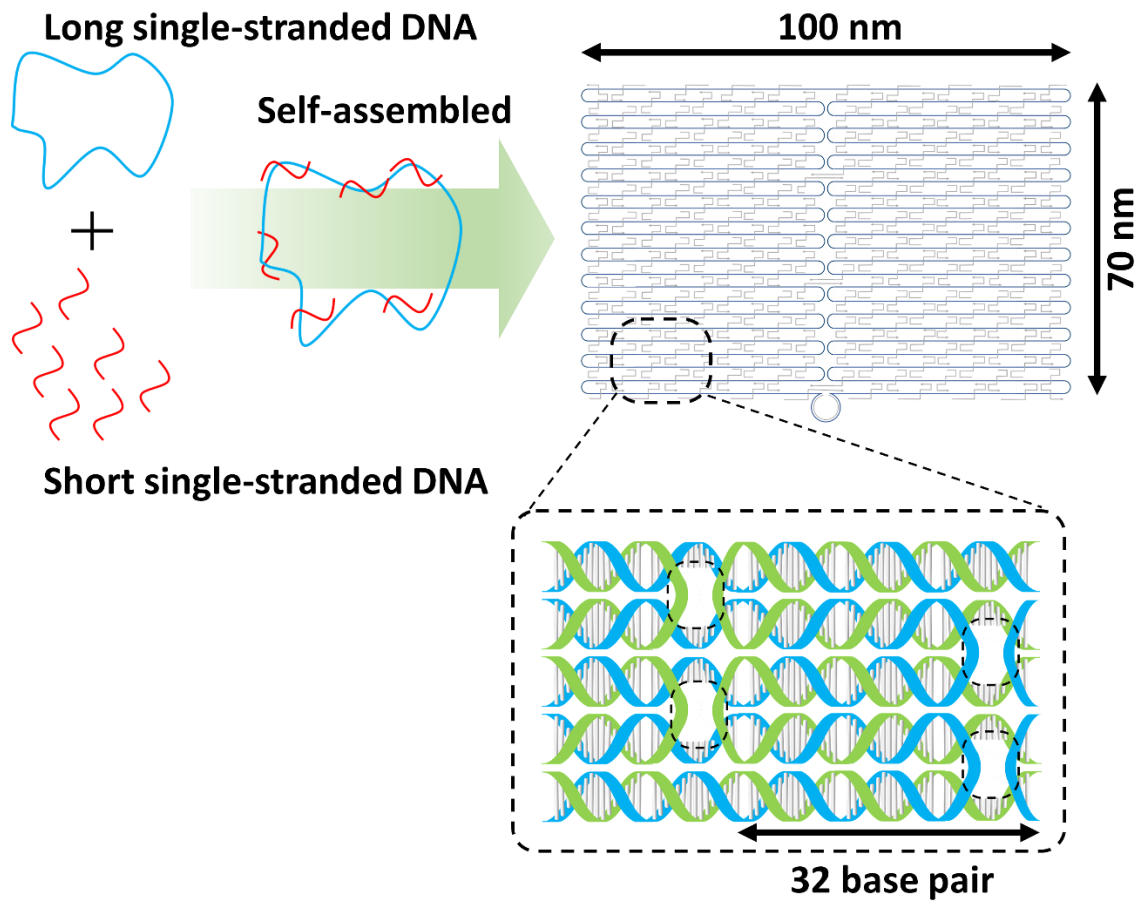 Long single-stranded DNA
100 nm
Self-assembled
+
70 nm
Short single-stranded DNA
32 base pair